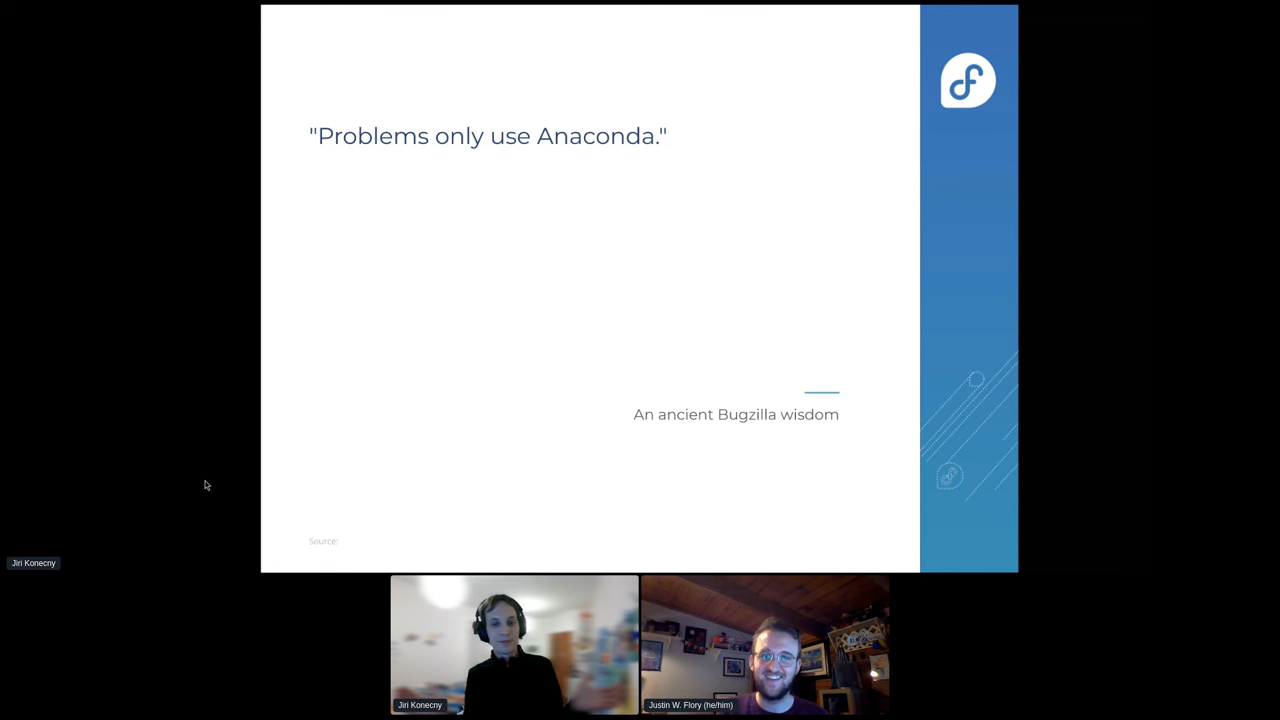 "Problems only use Anaconda."
An ancient Bugzilla wisdom
Source:
Jiri Konecny
Jiri Konecny
Justin W. Flory (he/him)